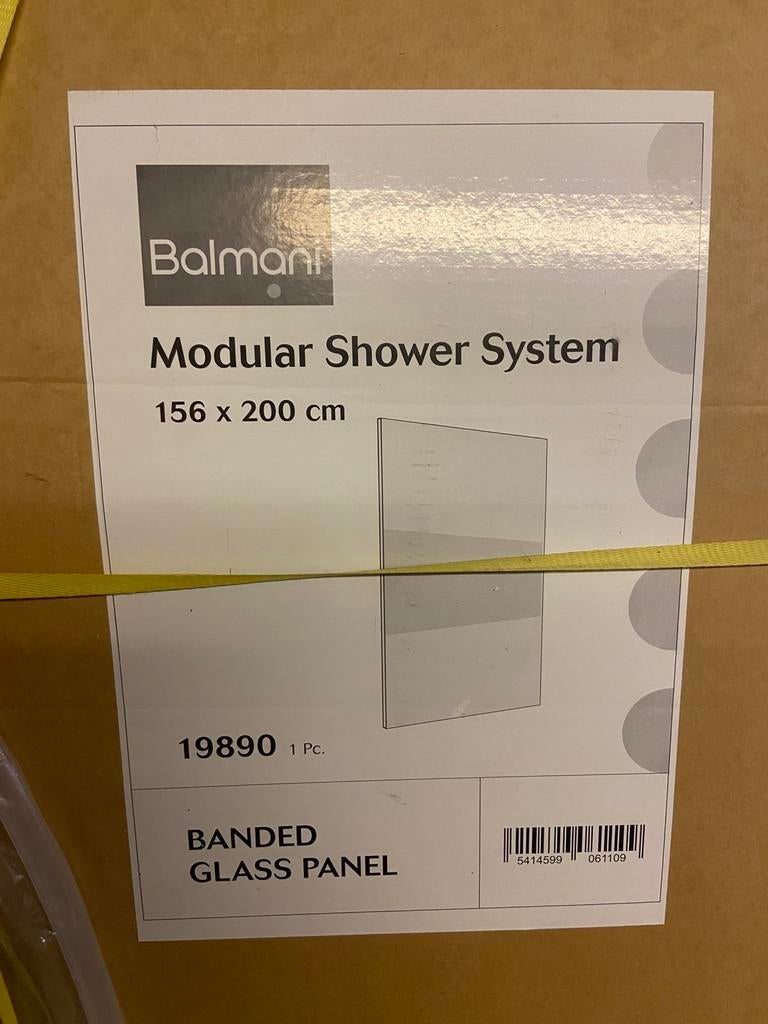 Balmani
Modular Shower System
156 x 200 cm
19890 1 Pc.
BANDED
GLASS PANEL
5414599 061109